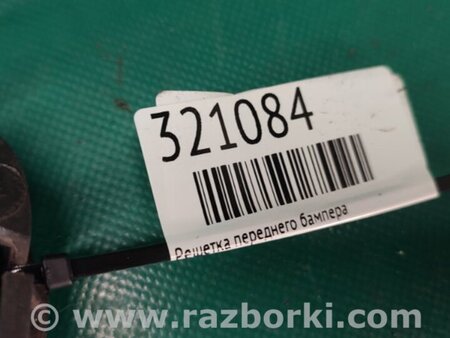 321084
Решетка переднего бампера
© www.razborki.com